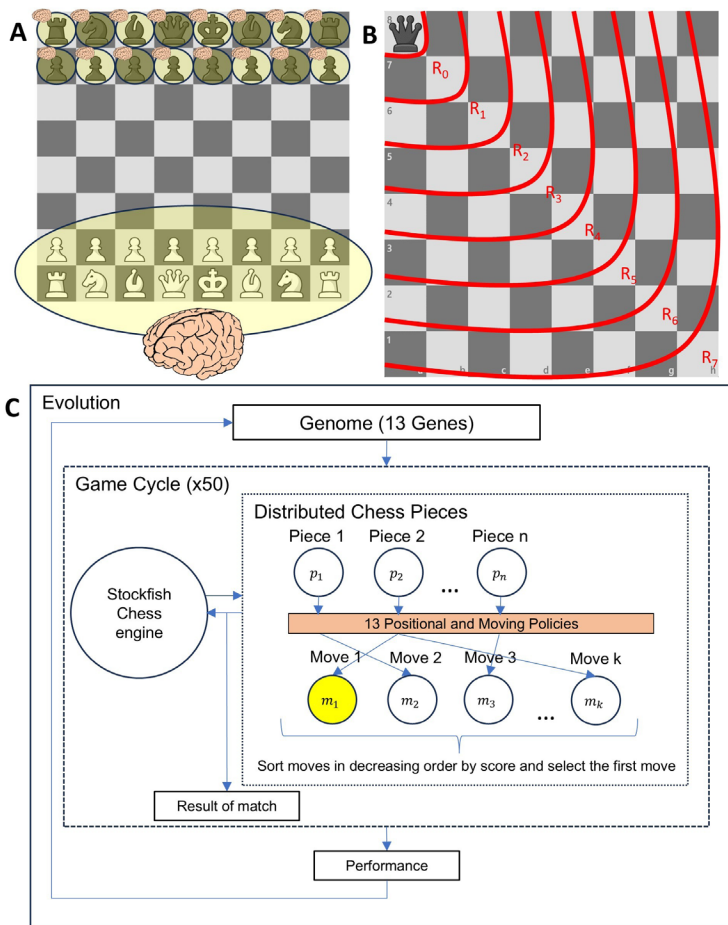 A
B
8
7
6
5
4
3
2
1
a
b
c
d
e
f
g
h
R0
R1
R2
R3
R4
R5
R6
R7
C
Evolution
Genome (13 Genes)
Game Cycle (x50)
Distributed Chess Pieces
Piece 1 Piece 2 Piece n
p1 p2 ... pn
Stockfish
Chess
engine
13 Positional and Moving Policies
Move 1 Move 2 Move 3 Move k
m1 m2 m3 ... mk
Sort moves in decreasing order by score and select the first move
Result of match
Performance